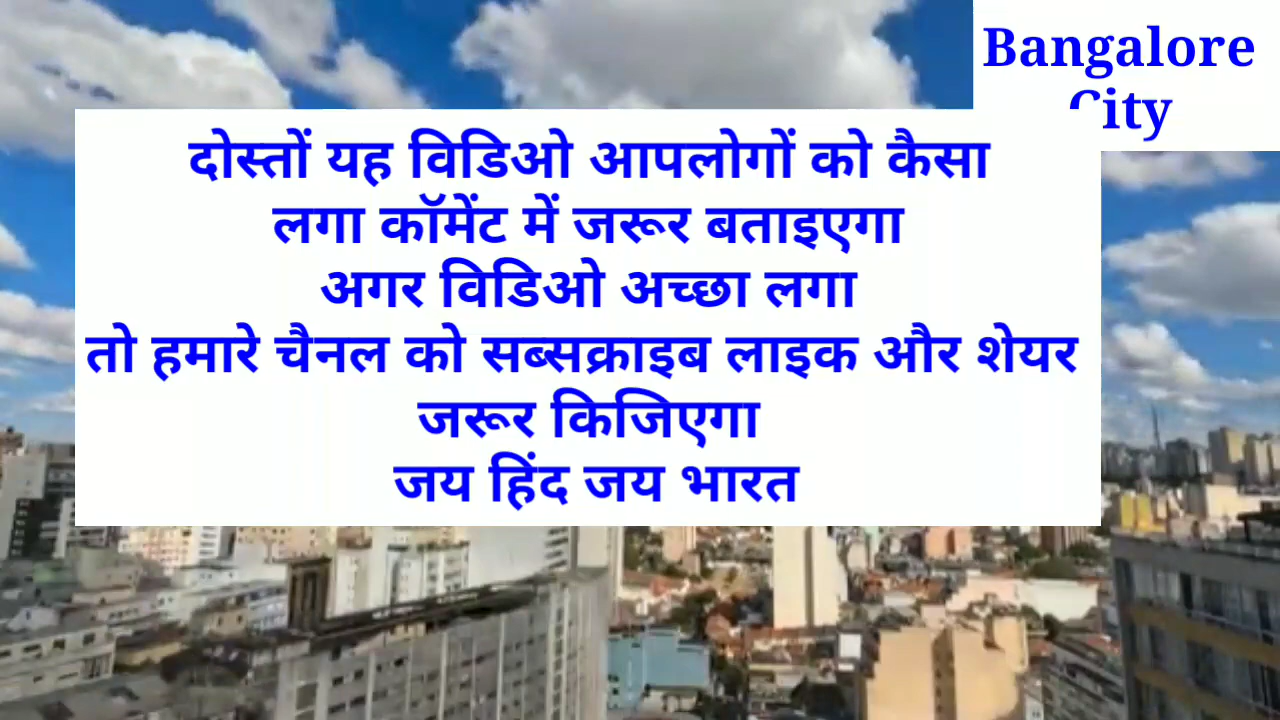 Bangalore
City
दोस्तों यह विडिओ आपलोगों को कैसा
लगा कॉमेंट में जरूर बताइएगा
अगर विडिओ अच्छा लगा
तो हमारे चैनल को सब्सक्राइब लाइक और शेयर
जरूर किजिएगा
जय हिंद जय भारत